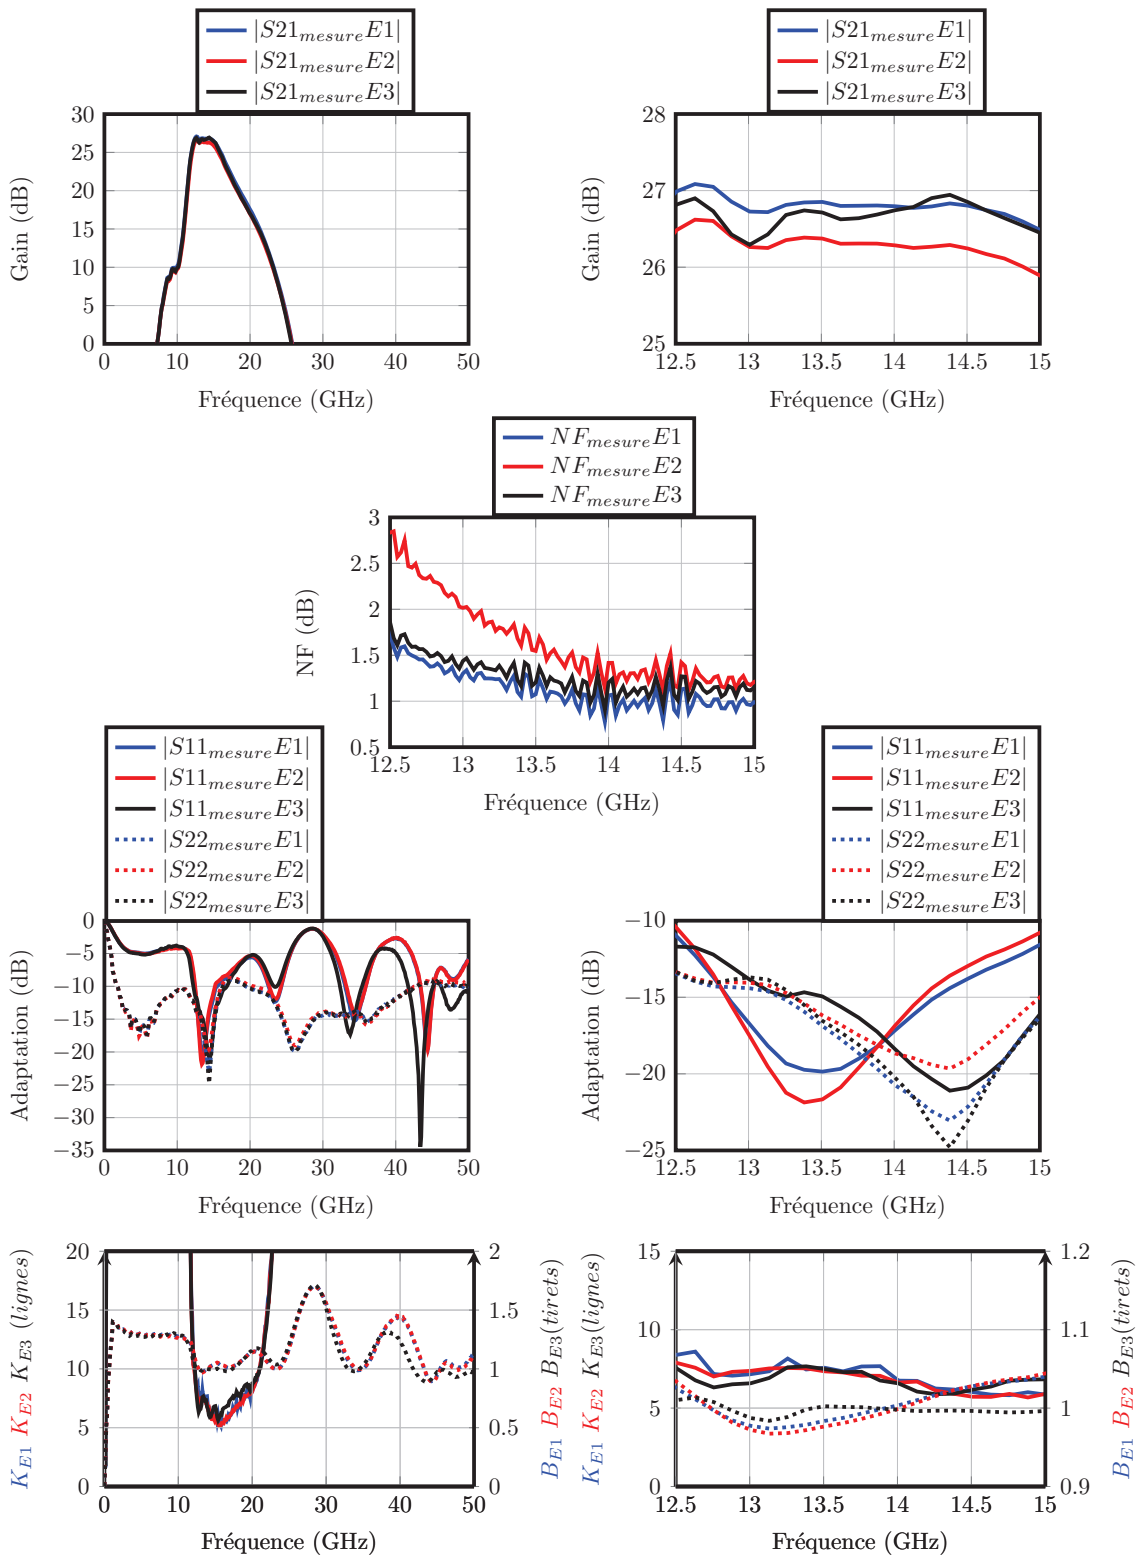 |S21mesureE1|
|S21mesureE2|
|S21mesureE3|
30
25
20
15
10
5
0
0 10 20 30 40 50
Gain (dB)
Fréquence (GHz)
|S21mesureE1|
|S21mesureE2|
|S21mesureE3|
28
27
26
25
12.5 13 13.5 14 14.5 15
Gain (dB)
Fréquence (GHz)
NFmesureE1
NFmesureE2
NFmesureE3
3
2.5
2
1.5
1
0.5
12.5 13 13.5 14 14.5 15
NF (dB)
Fréquence (GHz)
|S11mesureE1|
|S11mesureE2|
|S11mesureE3|
|S22mesureE1|
|S22mesureE2|
|S22mesureE3|
0
−5
−10
−15
−20
−25
−30
−35
0 10 20 30 40 50
Adaptation (dB)
Fréquence (GHz)
|S11mesureE1|
|S11mesureE2|
|S11mesureE3|
|S22mesureE1|
|S22mesureE2|
|S22mesureE3|
−10
−15
−20
−25
12.5 13 13.5 14 14.5 15
Adaptation (dB)
Fréquence (GHz)
20
15
10
5
0
0 10 20 30 40 50
2
1.5
1
0.5
0
KE1 KE2 KE3 (lignes)
BE1 BE2 BE3(tirets)
Fréquence (GHz)
15
10
5
0
12.5 13 13.5 14 14.5 15
1.2
1.1
1
0.9
KE1 KE2 KE3(lignes)
BE1 BE2 BE3(tirets)
Fréquence (GHz)